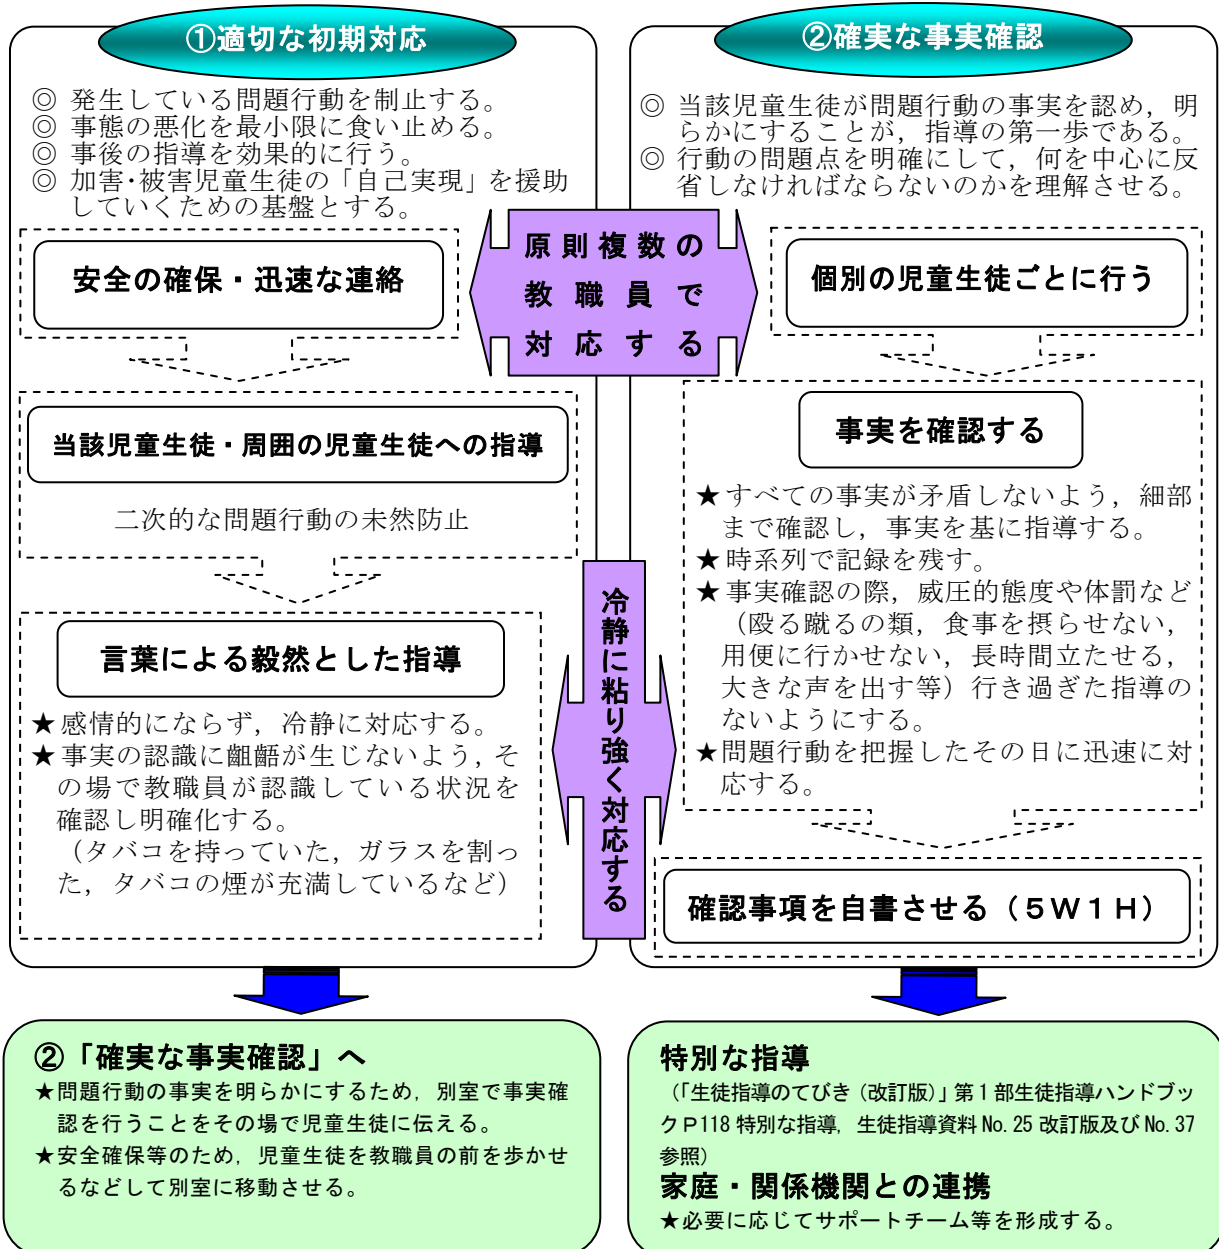 ①適切な初期対応
◎ 発生している問題行動を制止する。
◎ 事態の悪化を最小限に食い止める。
◎ 事後の指導を効果的に行う。
◎ 加害・被害児童生徒の「自己実現」を援助
していくための基盤とする。
安全の確保・迅速な連絡
当該児童生徒・周囲の児童生徒への指導
二次的な問題行動の未然防止
言葉による毅然とした指導
★感情的にならず，冷静に対応する。
★事実の認識に齟齬が生じないよう，そ
の場で教職員が認識している状況を
確認し明確化する。
（タバコを持っていた，ガラスを割っ
た，タバコの煙が充満しているなど）
原則複数の
教職員で
対応する
冷静に粘り強く対応する
②確実な事実確認
◎ 当該児童生徒が問題行動の事実を認め，明
らかにすることが，指導の第一歩である。
◎ 行動の問題点を明確にして，何を中心に反
省しなければならないのかを理解させる。
個別の児童生徒ごとに行う
事実を確認する
★すべての事実が矛盾しないよう，細部
まで確認し，事実を基に指導する。
★時系列で記録を残す。
★事実確認の際，威圧的態度や体罰など
（殴る蹴るの類，食事を摂らせない，
用便に行かせない，長時間立たせる，
大きな声を出す等）行き過ぎた指導の
ないようにする。
★問題行動を把握したその日に迅速に対
応する。
確認事項を自書させる（５Ｗ１Ｈ）
②「確実な事実確認」へ
★問題行動の事実を明らかにするため，別室で事実確
認を行うことをその場で児童生徒に伝える。
★安全確保等のため，児童生徒を教職員の前を歩かせ
るなどして別室に移動させる。
特別な指導
（「生徒指導のてびき（改訂版）」第１部生徒指導ハンドブッ
クＰ118 特別な指導，生徒指導資料 No.25 改訂版及び No.37
参照）
家庭・関係機関との連携
★必要に応じてサポートチーム等を形成する。